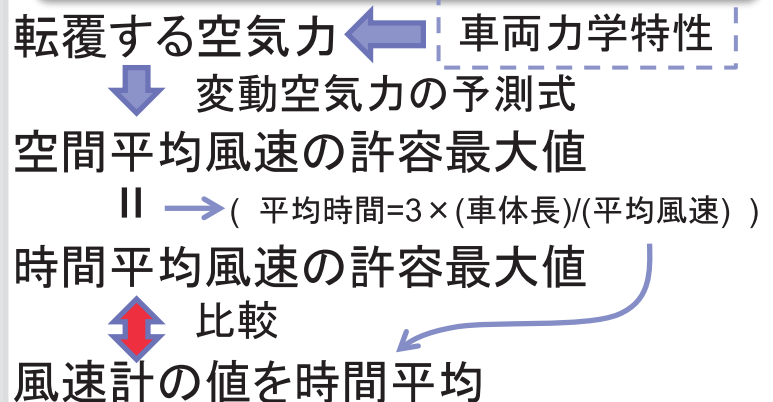 転覆する空気力 車両力学特性
変動空気力の予測式
空間平均風速の許容最大値
= ( 平均時間=3×(車体長)/(平均風速) )
時間平均風速の許容最大値
比較
風速計の値を時間平均